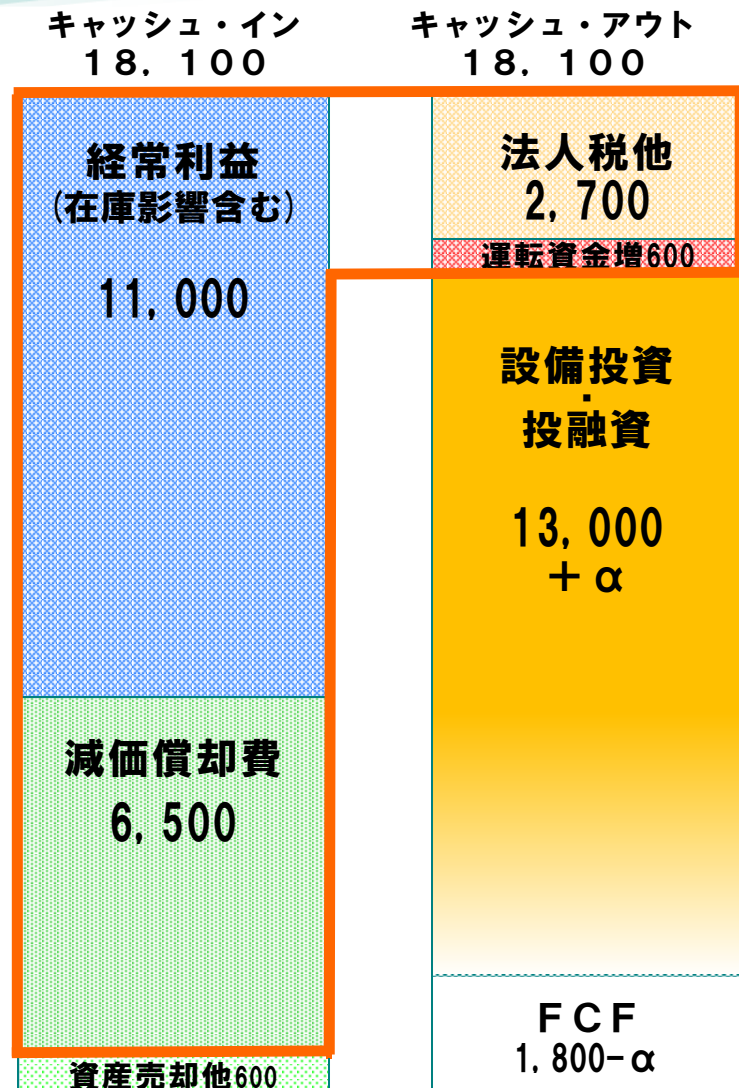 キャッシュ・イン
18,100
経常利益
(在庫影響含む)
11,000
減価償却費
6,500
資産売却他600
キャッシュ・アウト
18,100
法人税他
2,700
運転資金増600
設備投資
・
投融資
13,000
+α
FCF
1,800-α